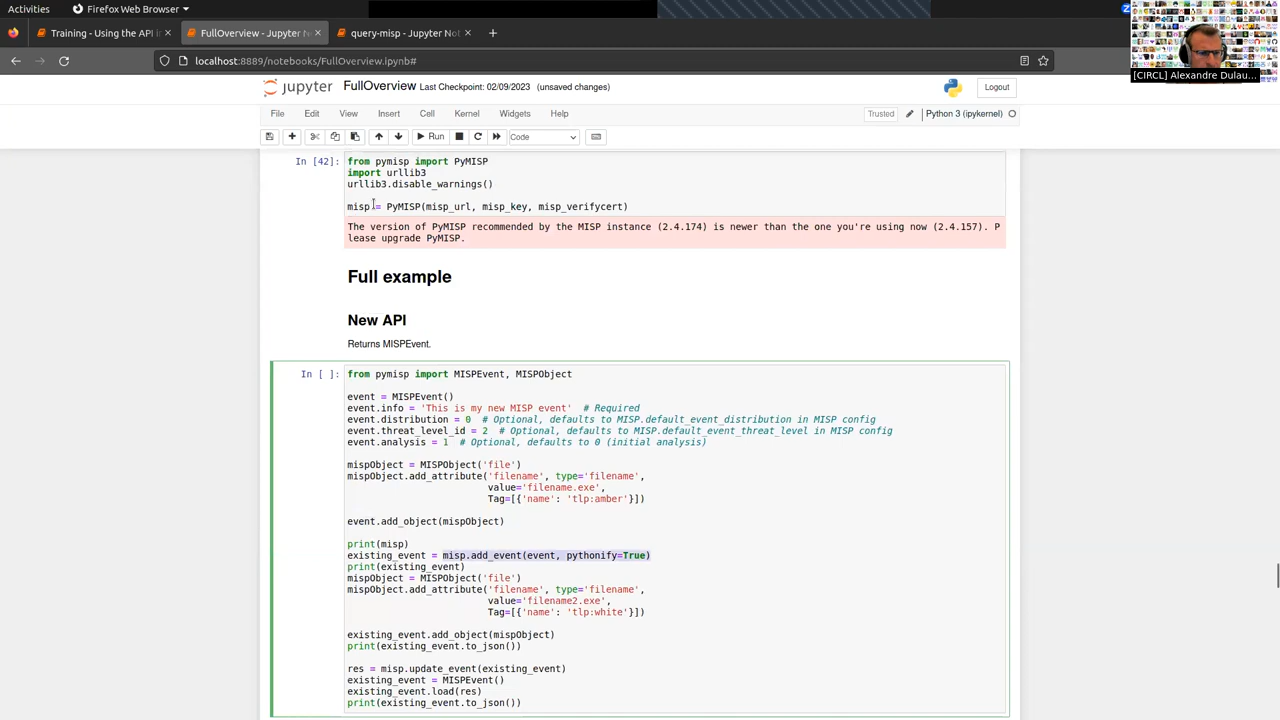 Activities
Firefox Web Browser
Training - Using the API i
FullOverview - Jupyter N
query-misp - Jupyter
localhost:8889/notebooks/FullOverview.ipynb#
[CIRCL] Alexandre Dulau...
jupyter
FullOverview Last Checkpoint: 02/09/2023 (unsaved changes)
Logout
File Edit View Insert Cell Kernel Widgets Help
Trusted
Python 3 (ipykernel)
Run
Code
In [42]:
from pymisp import PyMISP
import urllib3
urllib3.disable_warnings()
misp = PyMISP(misp_url, misp_key, misp_verifycert)
The version of PyMISP recommended by the MISP instance (2.4.174) is newer than the one you're using now (2.4.157). P
lease upgrade PyMISP.
Full example
New API
Returns MISPEvent.
In [ ]:
from pymisp import MISPEvent, MISPObject
event = MISPEvent()
event.info = 'This is my new MISP event'  # Required
event.distribution = 0  # Optional, defaults to MISP.default_event_distribution in MISP config
event.threat_level_id = 2  # Optional, defaults to MISP.default_event_threat_level in MISP config
event.analysis = 1  # Optional, defaults to 0 (initial analysis)
mispObject = MISPObject('file')
mispObject.add_attribute('filename', type='filename',
value='filename.exe',
Tag=[{'name': 'tlp:amber'}])
event.add_object(mispObject)
print(misp)
existing_event = misp.add_event(event, pythonify=True)
print(existing_event)
mispObject = MISPObject('file')
mispObject.add_attribute('filename', type='filename',
value='filename2.exe',
Tag=[{'name': 'tlp:white'}])
existing_event.add_object(mispObject)
print(existing_event.to_json())
res = misp.update_event(existing_event)
existing_event = MISPEvent()
existing_event.load(res)
print(existing_event.to_json())